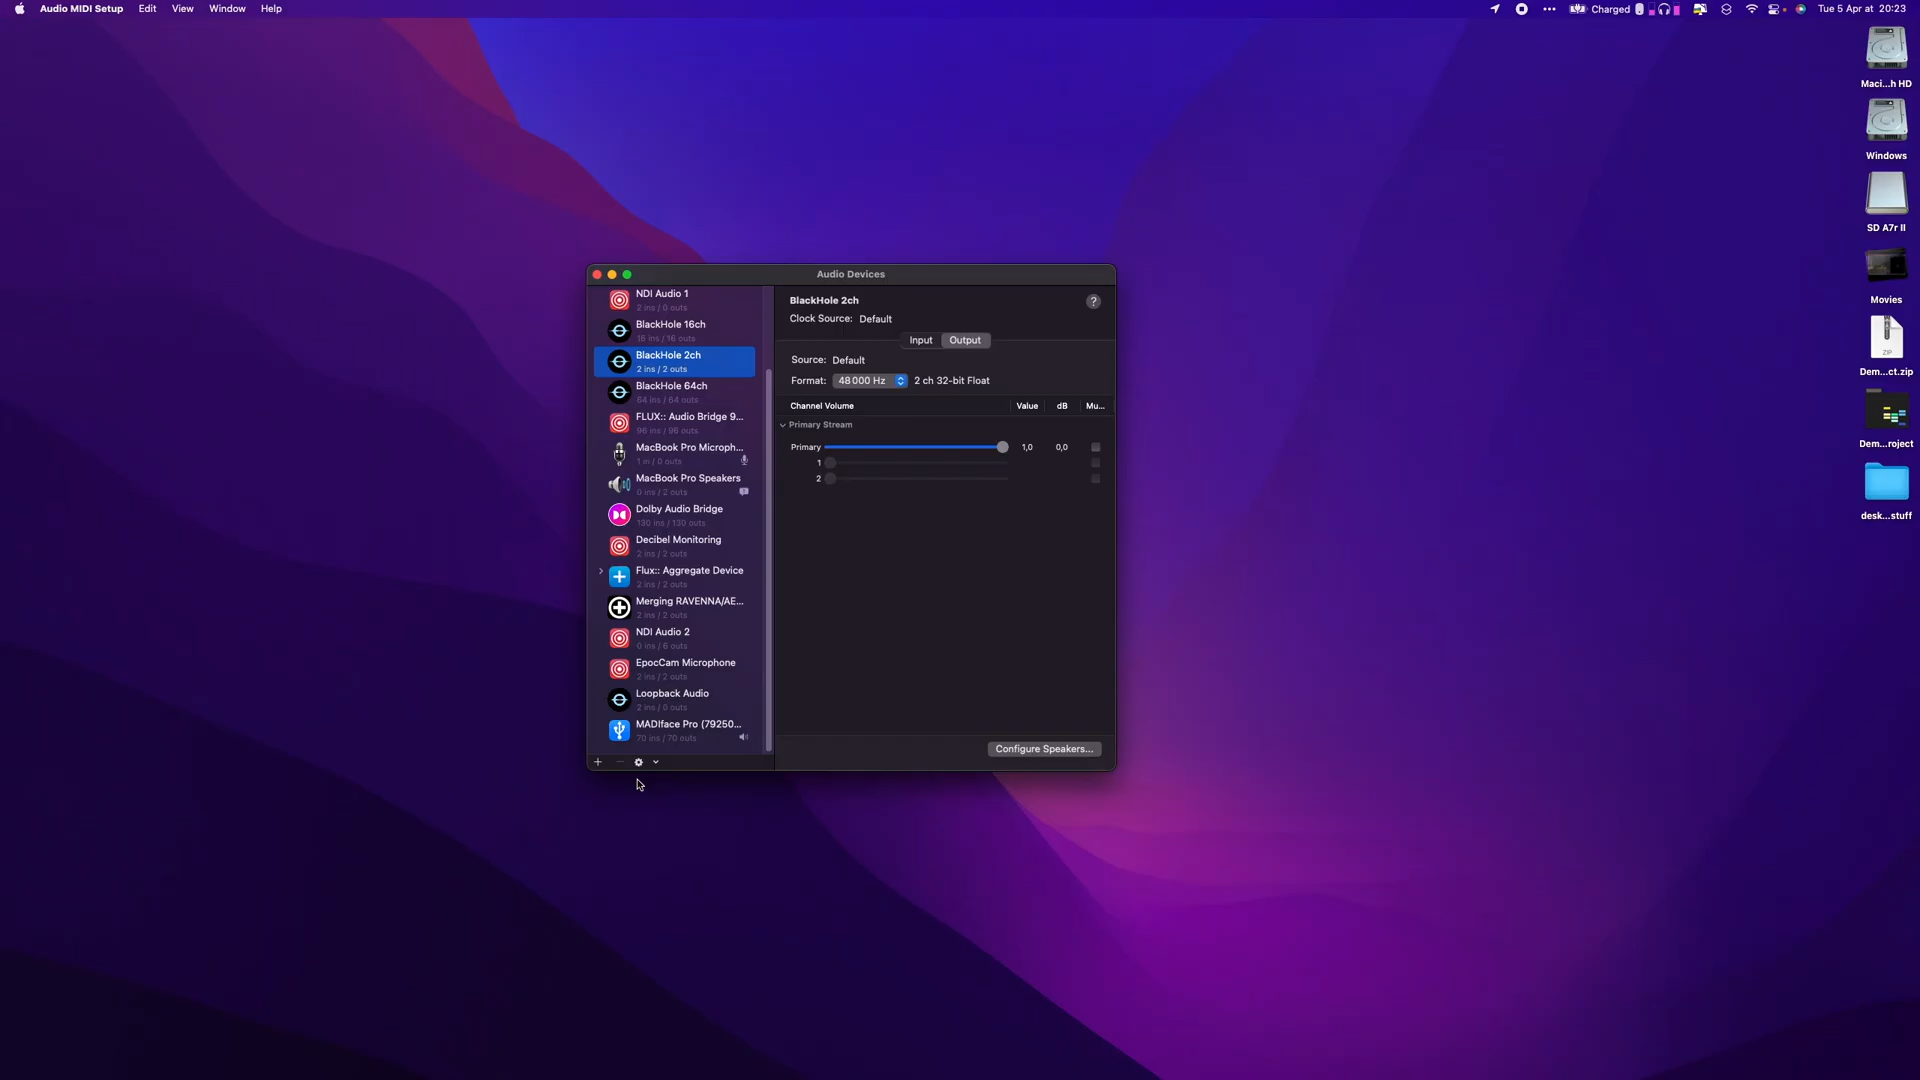 Audio MIDI Setup Edit View Window Help
Charged Tue 5 Apr at 20:23
Maci...h HD
Windows
SD A7r II
Movies
ZIP
Dem...ct.zip
Dem...roject
desk...stuff
Audio Devices
NDI Audio 1
2 ins / 0 outs
BlackHole 16ch
16 ins / 16 outs
BlackHole 2ch
2 ins / 2 outs
BlackHole 64ch
64 ins / 64 outs
FLUX:: Audio Bridge 9...
96 ins / 96 outs
MacBook Pro Microph...
1 in / 0 outs
MacBook Pro Speakers
0 ins / 2 outs
Dolby Audio Bridge
130 ins / 130 outs
Decibel Monitoring
2 ins / 2 outs
Flux:: Aggregate Device
2 ins / 2 outs
Merging RAVENNA/AE...
2 ins / 2 outs
NDI Audio 2
0 ins / 6 outs
EpocCam Microphone
2 ins / 2 outs
Loopback Audio
2 ins / 0 outs
MADIface Pro (79250...
70 ins / 70 outs
BlackHole 2ch ?
Clock Source: Default
Input Output
Source: Default
Format: 48 000 Hz 2 ch 32-bit Float
Channel Volume Value dB Mu...
Primary Stream
Primary 1,0 0,0
1
2
Configure Speakers...